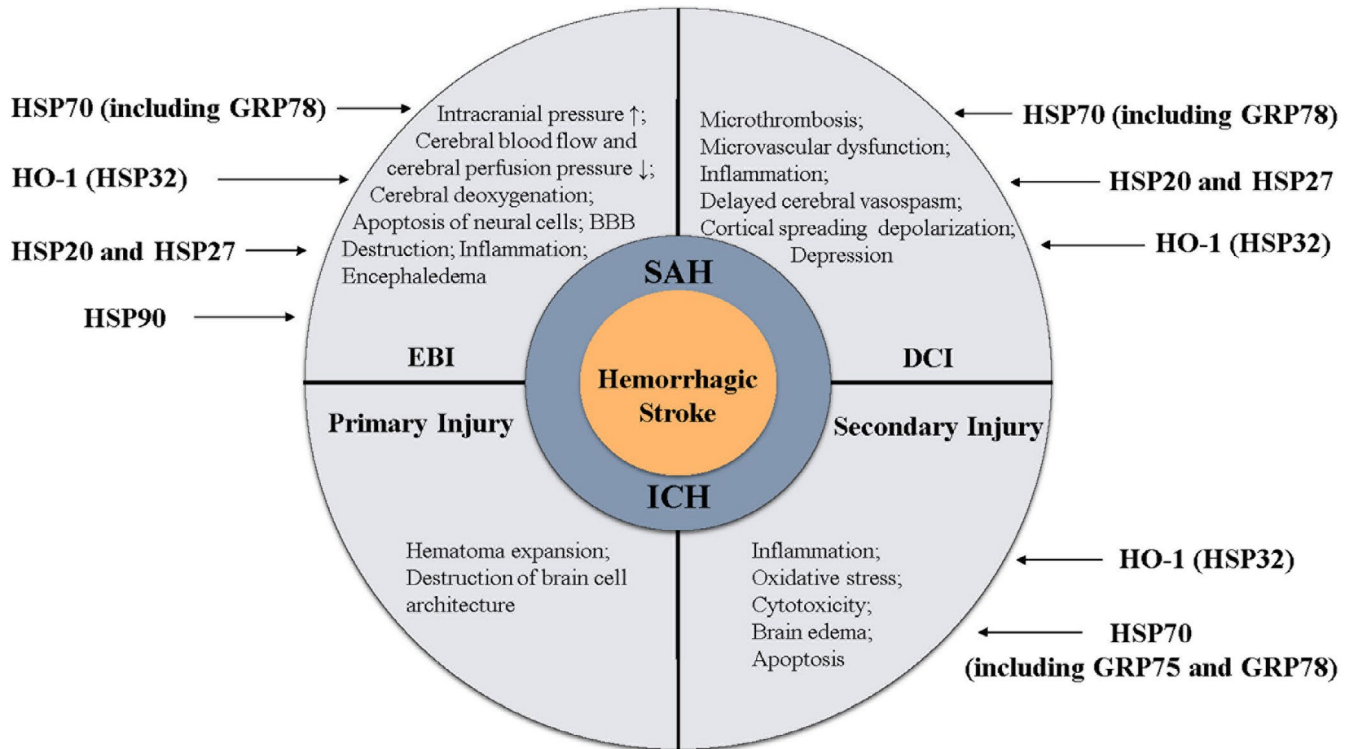 HSP70 (including GRP78)
HO-1 (HSP32)
HSP20 and HSP27
HSP90
Intracranial pressure ↑;
Cerebral blood flow and
cerebral perfusion pressure ↓;
Cerebral deoxygenation;
Apoptosis of neural cells; BBB
Destruction; Inflammation;
Encephaledema
EBI
Microthrombosis;
Microvascular dysfunction;
Inflammation;
Delayed cerebral vasospasm;
Cortical spreading depolarization;
Depression
DCI
HSP70 (including GRP78)
HSP20 and HSP27
HO-1 (HSP32)
SAH
Hemorrhagic
Stroke
ICH
Primary Injury
Hematoma expansion;
Destruction of brain cell
architecture
Secondary Injury
Inflammation;
Oxidative stress;
Cytotoxicity;
Brain edema;
Apoptosis
HO-1 (HSP32)
HSP70
(including GRP75 and GRP78)